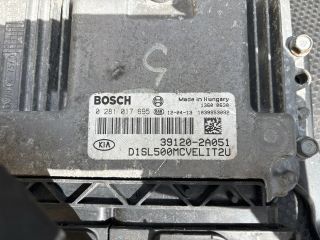 BOSCH
Made in Hungary
0 281 017 695 12-04-13
KIA
39120-2A051
D1SL500MCVELIT2U